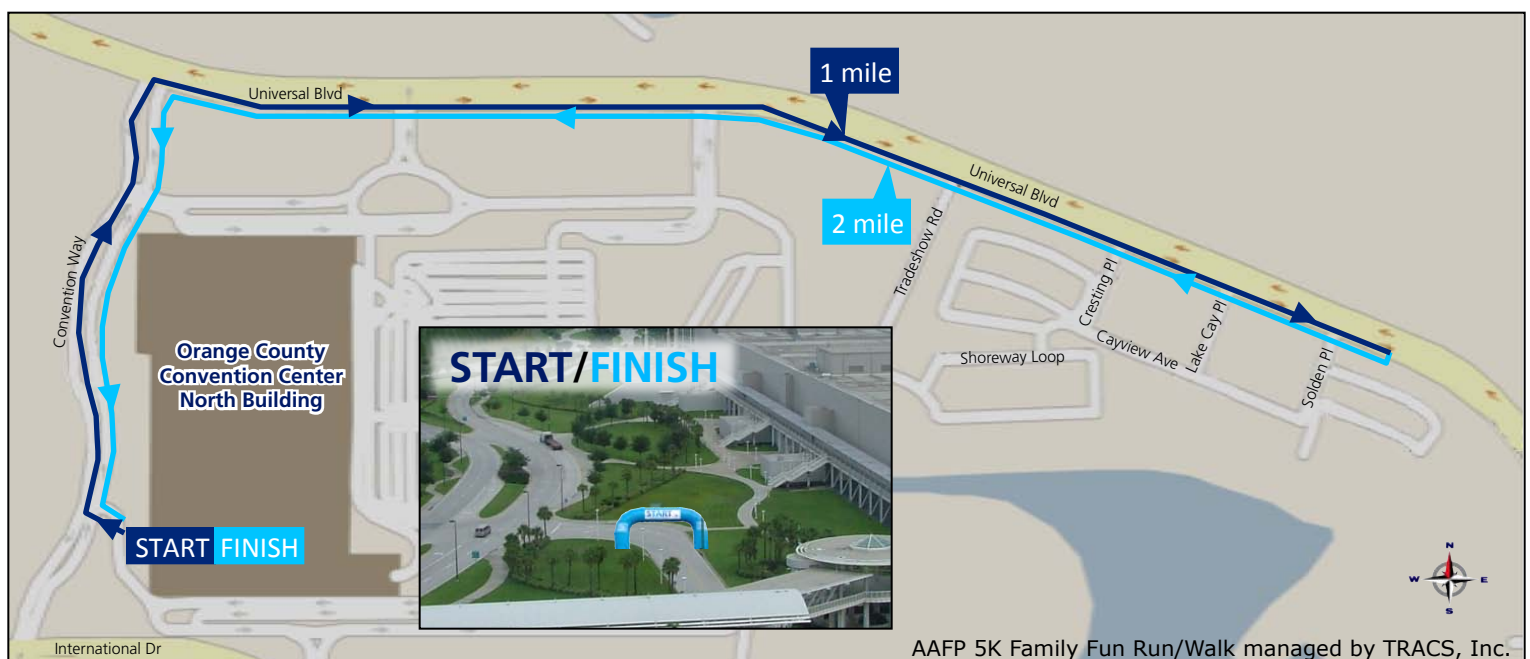 1 mile
Universal Blvd
Universal Blvd
2 mile
Tradeshow Rd
Convention Way
Cresting Pl
Lake Cay Pl
Cayview Ave
Solden Pl
Shoreway Loop
Orange County
Convention Center
North Building
START/FINISH
START
START FINISH
N
W E
S
International Dr
AAFP 5K Family Fun Run/Walk managed by TRACS, Inc.